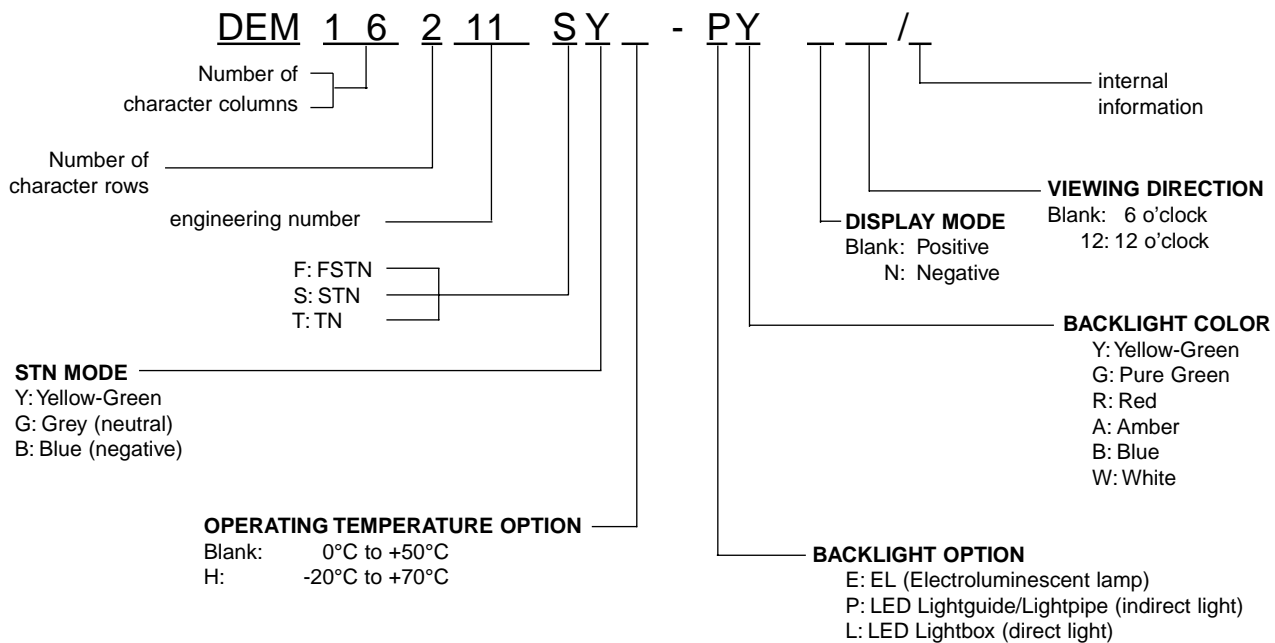 DEM 16 2 11 SY _ - PY _ _ / _
Number of
character columns
internal
information
Number of
character rows
VIEWING DIRECTION
Blank: 6 o’clock
12: 12 o’clock
engineering number
DISPLAY MODE
Blank: Positive
N: Negative
F: FSTN
S: STN
T: TN
BACKLIGHT COLOR
Y: Yellow-Green
G: Pure Green
R: Red
A: Amber
B: Blue
W: White
STN MODE
Y: Yellow-Green
G: Grey (neutral)
B: Blue (negative)
OPERATING TEMPERATURE OPTION
Blank: 0°C to +50°C
H: -20°C to +70°C
BACKLIGHT OPTION
E: EL (Electroluminescent lamp)
P: LED Lightguide/Lightpipe (indirect light)
L: LED Lightbox (direct light)